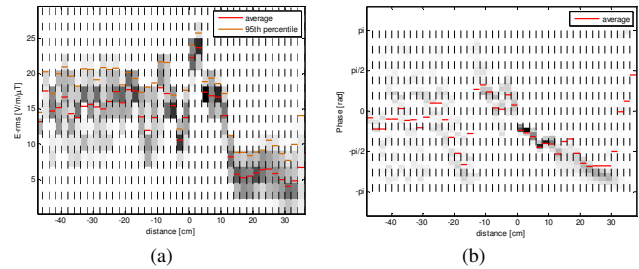 average
95th percentile
25
20
15
10
5
E-rms [V/m/µT]
-40 -30 -20 -10 0 10 20 30
distance [cm]
(a)
average
pi
pi/2
0
-pi/2
-pi
Phase [rad]
-40 -30 -20 -10 0 10 20 30
distance [cm]
(b)